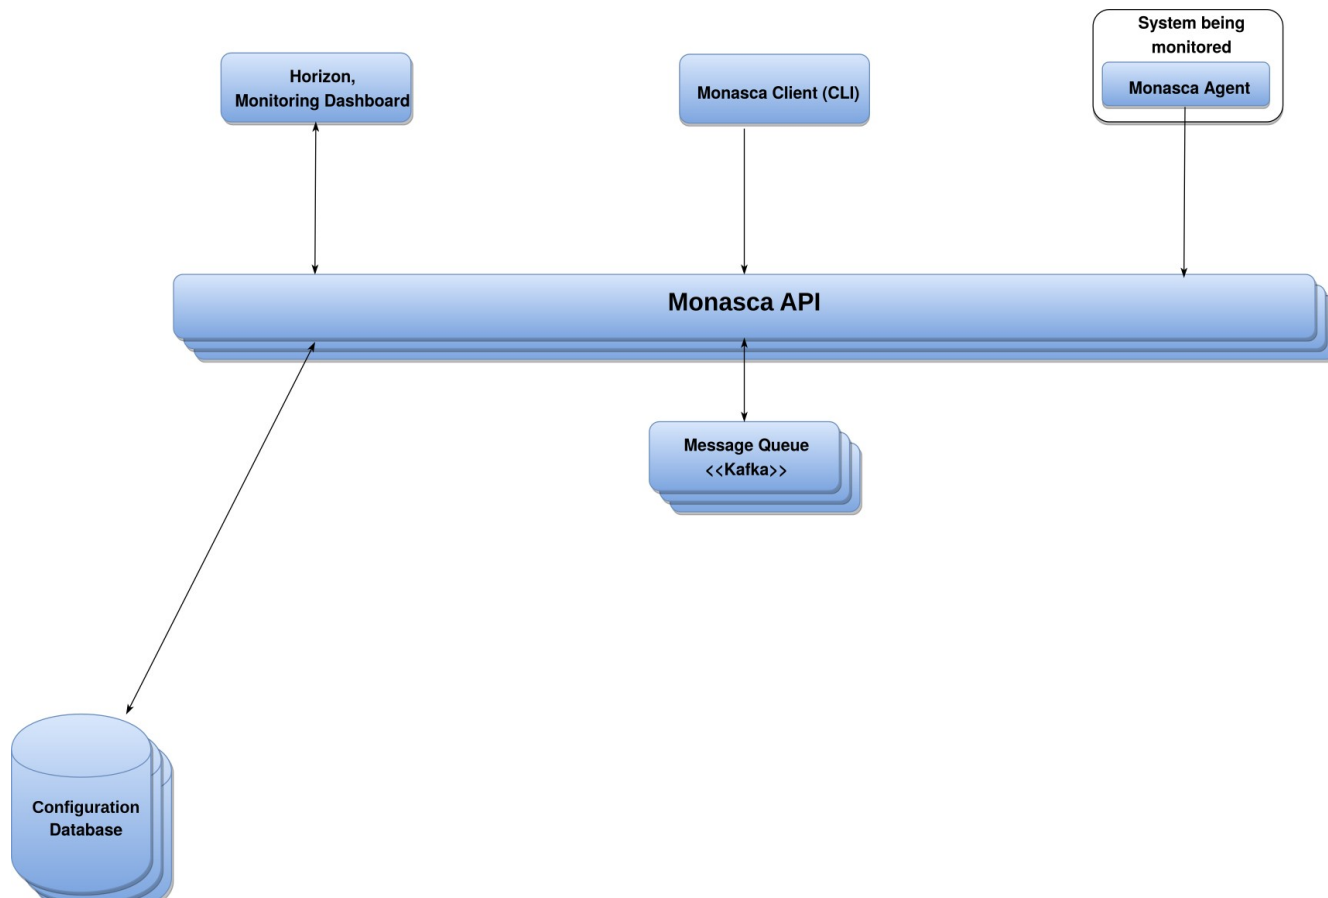 System being
monitored
Horizon,
Monitoring Dashboard
Monasca Client (CLI)
Monasca Agent
Monasca API
Message Queue
<<Kafka>>
Configuration
Database